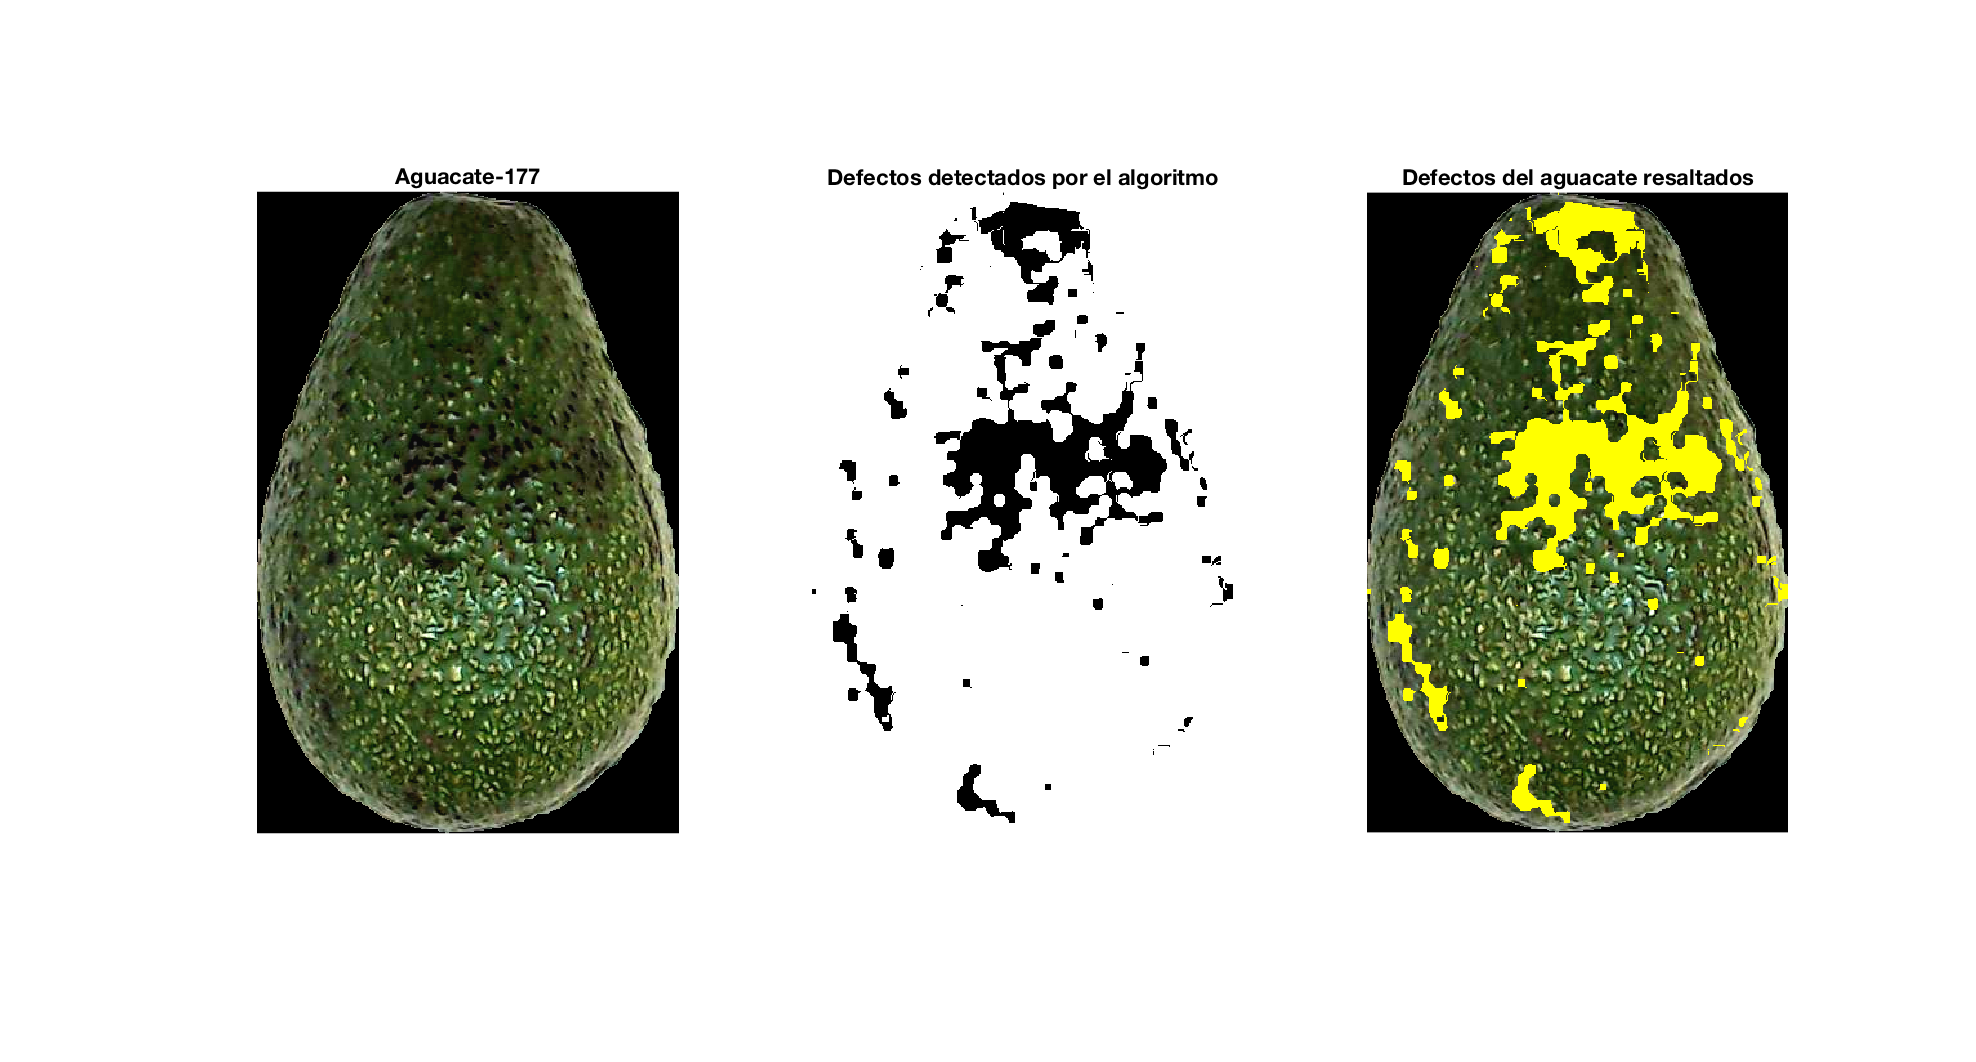 Aguacate-177
Defectos detectados por el algoritmo
Defectos del aguacate resaltados